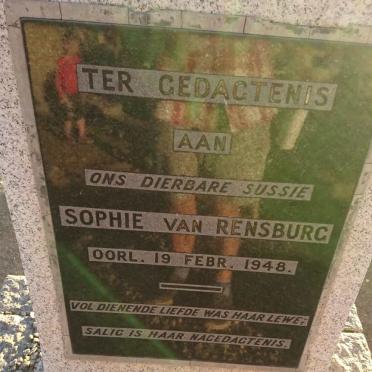 TER GEDACTENIS
AAN
ONS DIERBARE SUSSIE
SOPHIE VAN RENSBURG
OORL. 19 FEBR. 1948.
VOL DIENENDE LIEFDE WAS HAAR LEWE;
SALIG IS HAAR NAGEDACTENIS.